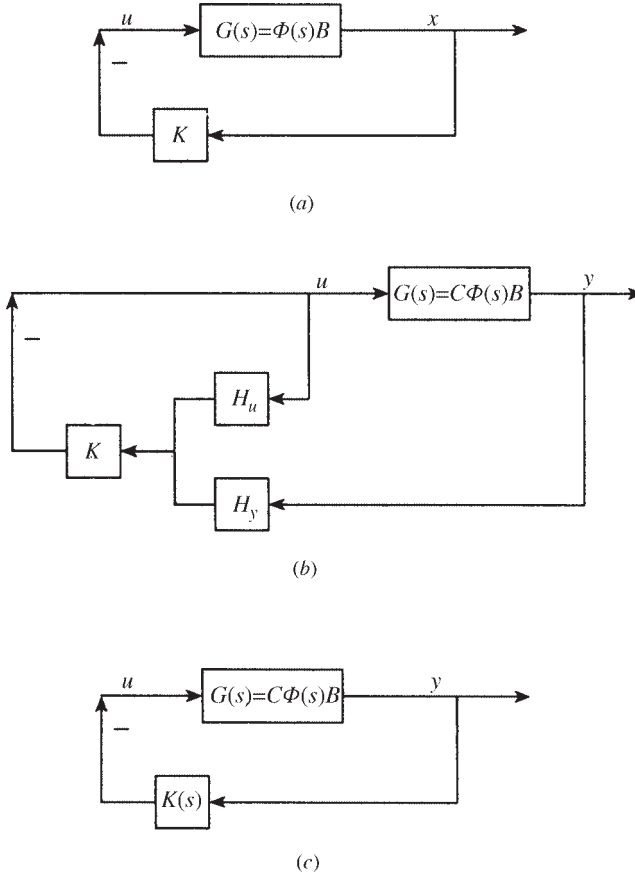 u
G(s)=Φ(s)B
x
−
K
(a)
u
G(s)=CΦ(s)B
y
−
H_u
K
H_y
(b)
u
G(s)=CΦ(s)B
y
−
K(s)
(c)